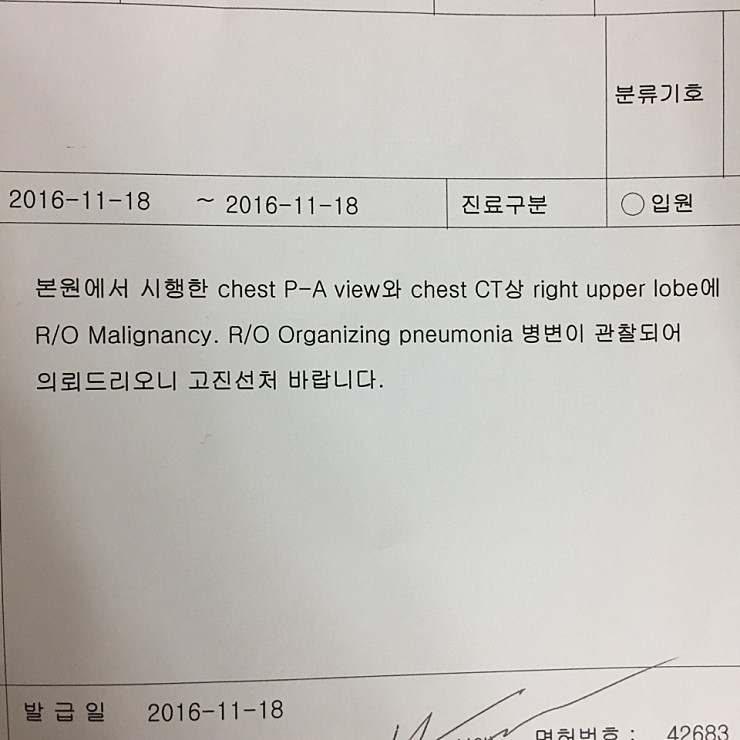 분류기호
2016-11-18 ~ 2016-11-18 진료구분 ○ 입원
본원에서 시행한 chest P-A view와 chest CT상 right upper lobe에
R/O Malignancy. R/O Organizing pneumonia 병변이 관찰되어
의뢰드리오니 고진선처 바랍니다.
발 급 일 2016-11-18
면허번호 : 42683